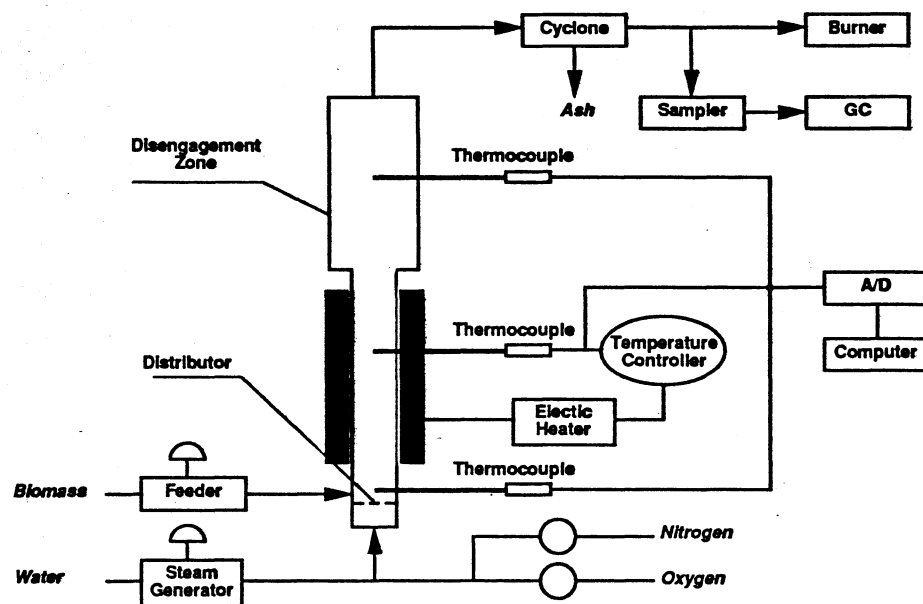 Cyclone
Burner
Ash
Sampler
GC
Disengagement
Zone
Thermocouple
A/D
Thermocouple
Temperature
Controller
Computer
Distributor
Electic
Heater
Thermocouple
Biomass
Feeder
Nitrogen
Water
Steam
Generator
Oxygen